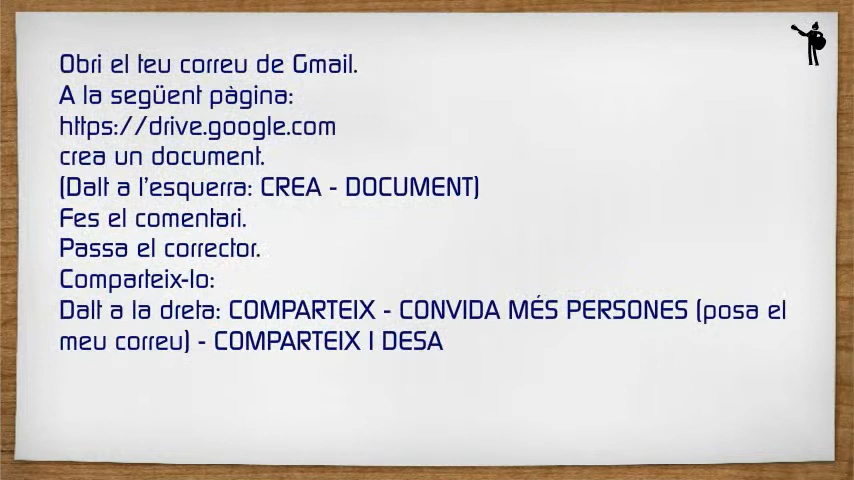 Obri el teu correu de Gmail.
A la següent pàgina:
https://drive.google.com
crea un document.
(Dalt a l'esquerra: CREA - DOCUMENT)
Fes el comentari.
Passa el corrector.
Comparteix-lo:
Dalt a la dreta: COMPARTEIX - CONVIDA MÉS PERSONES (posa el
meu correu) - COMPARTEIX I DESA